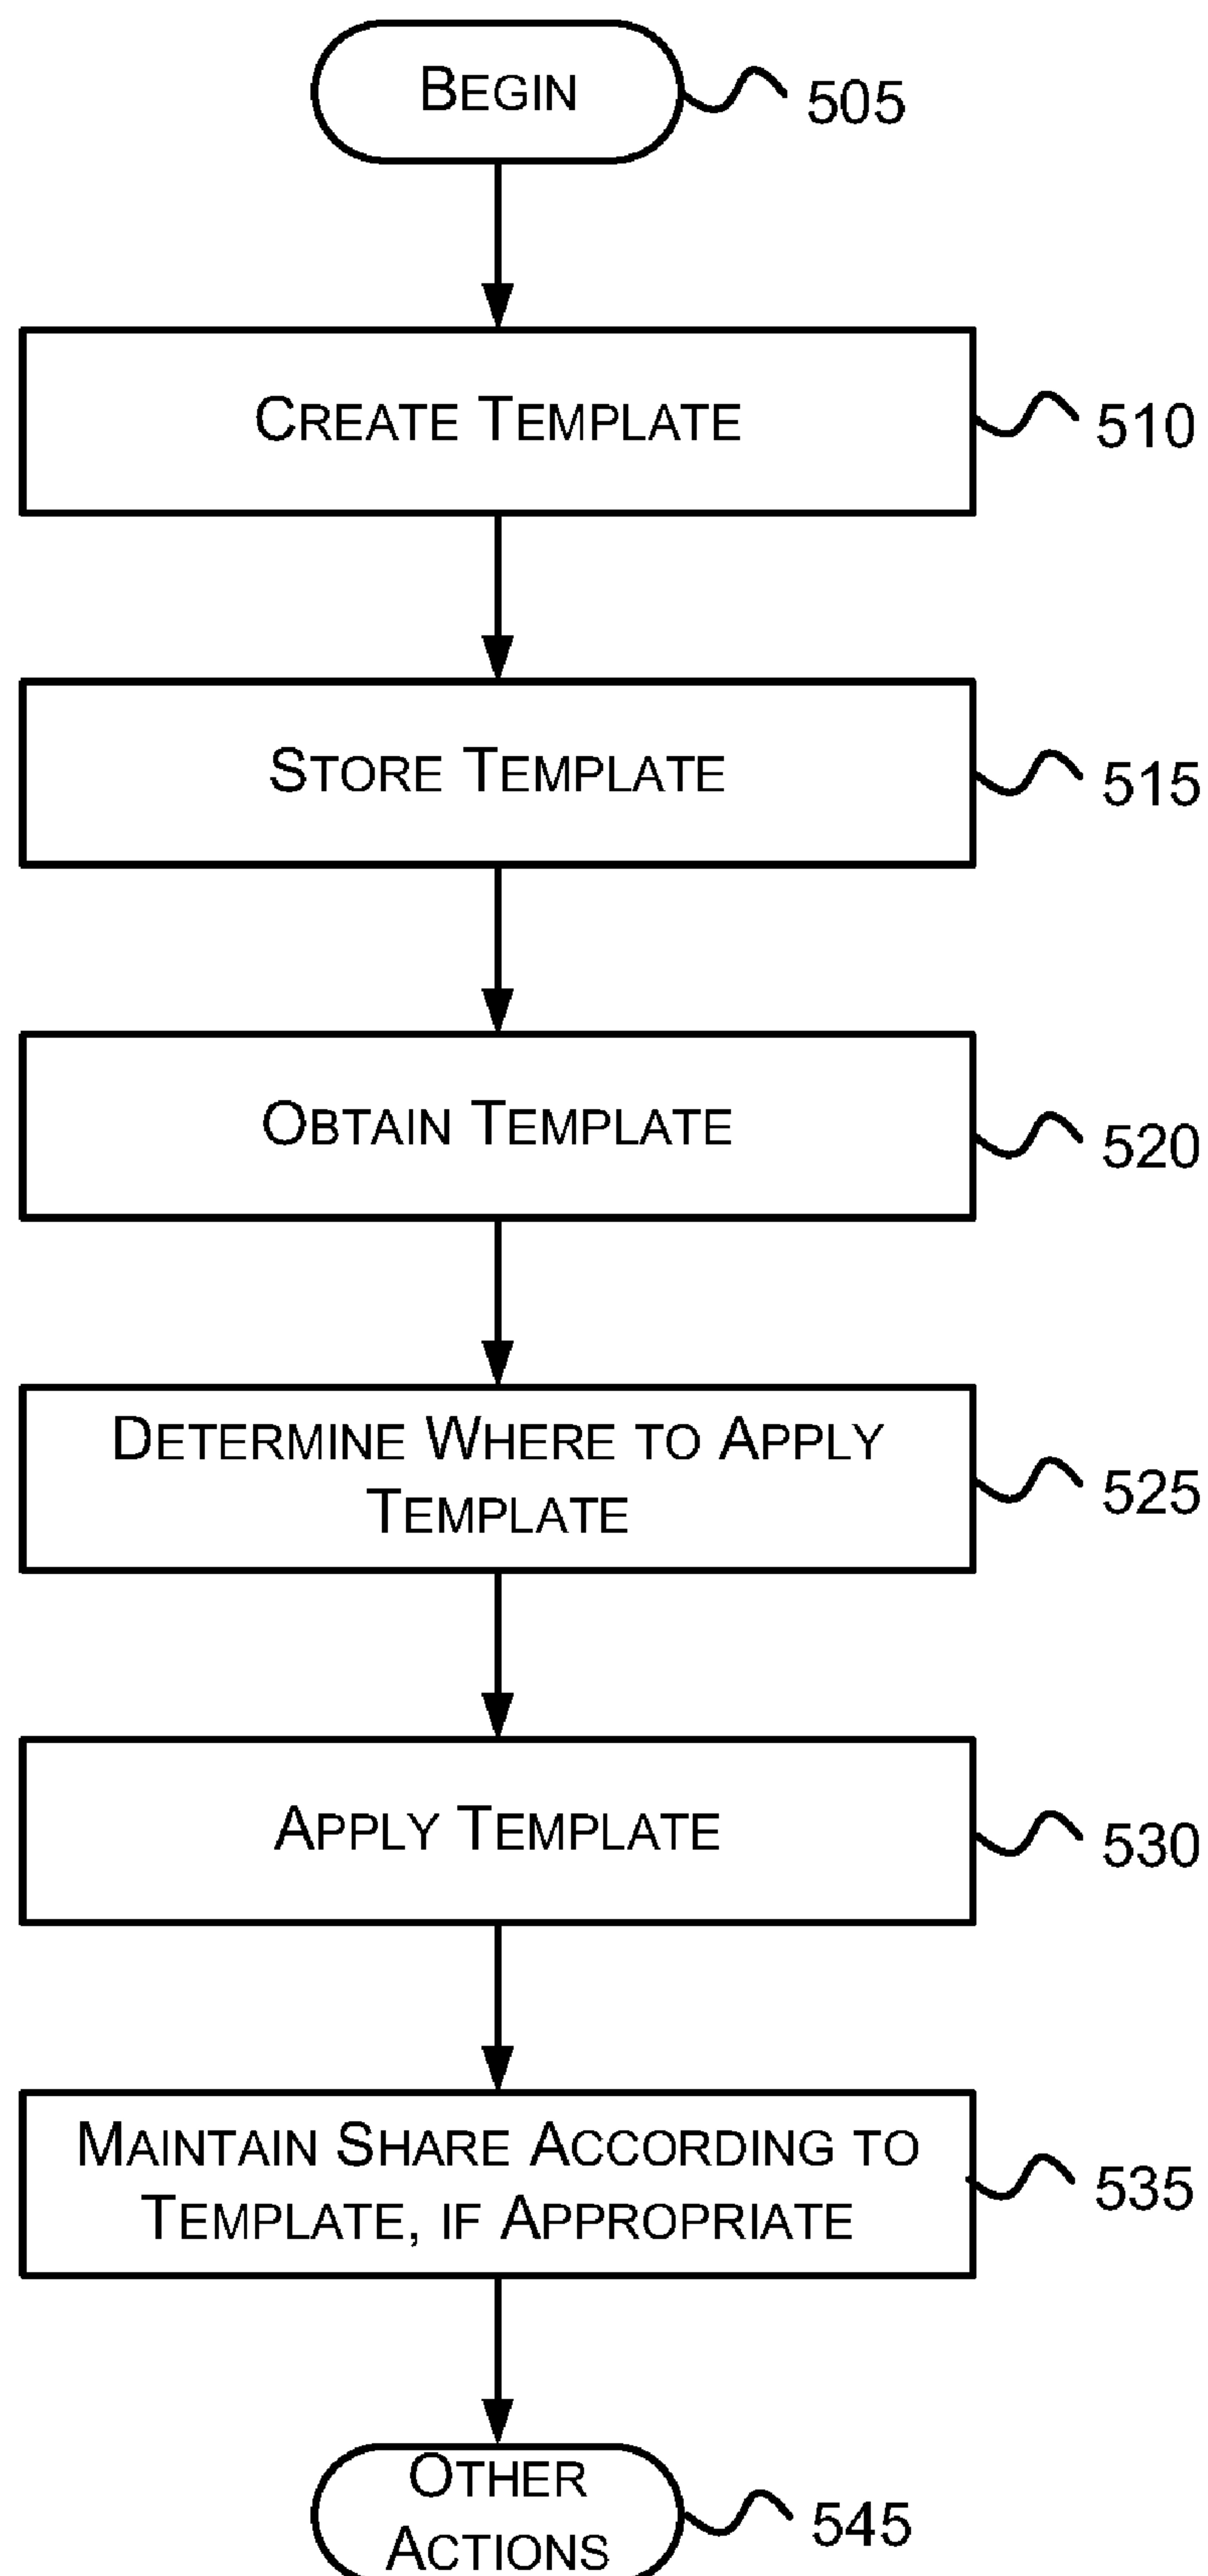 BEGIN
505
CREATE TEMPLATE
510
STORE TEMPLATE
515
OBTAIN TEMPLATE
520
DETERMINE WHERE TO APPLY
TEMPLATE
525
APPLY TEMPLATE
530
MAINTAIN SHARE ACCORDING TO
TEMPLATE, IF APPROPRIATE
535
OTHER
ACTIONS
545